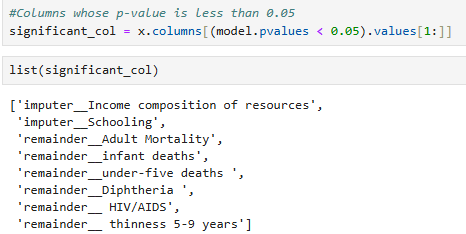 #Columns whose p-value is less than 0.05
significant_col = x.columns[(model.pvalues < 0.05).values[1:]]
list(significant_col)
['imputer__Income composition of resources',
 'imputer__Schooling',
 'remainder__Adult Mortality',
 'remainder__infant deaths',
 'remainder__under-five deaths ',
 'remainder__Diphtheria ',
 'remainder__ HIV/AIDS',
 'remainder__ thinness 5-9 years']